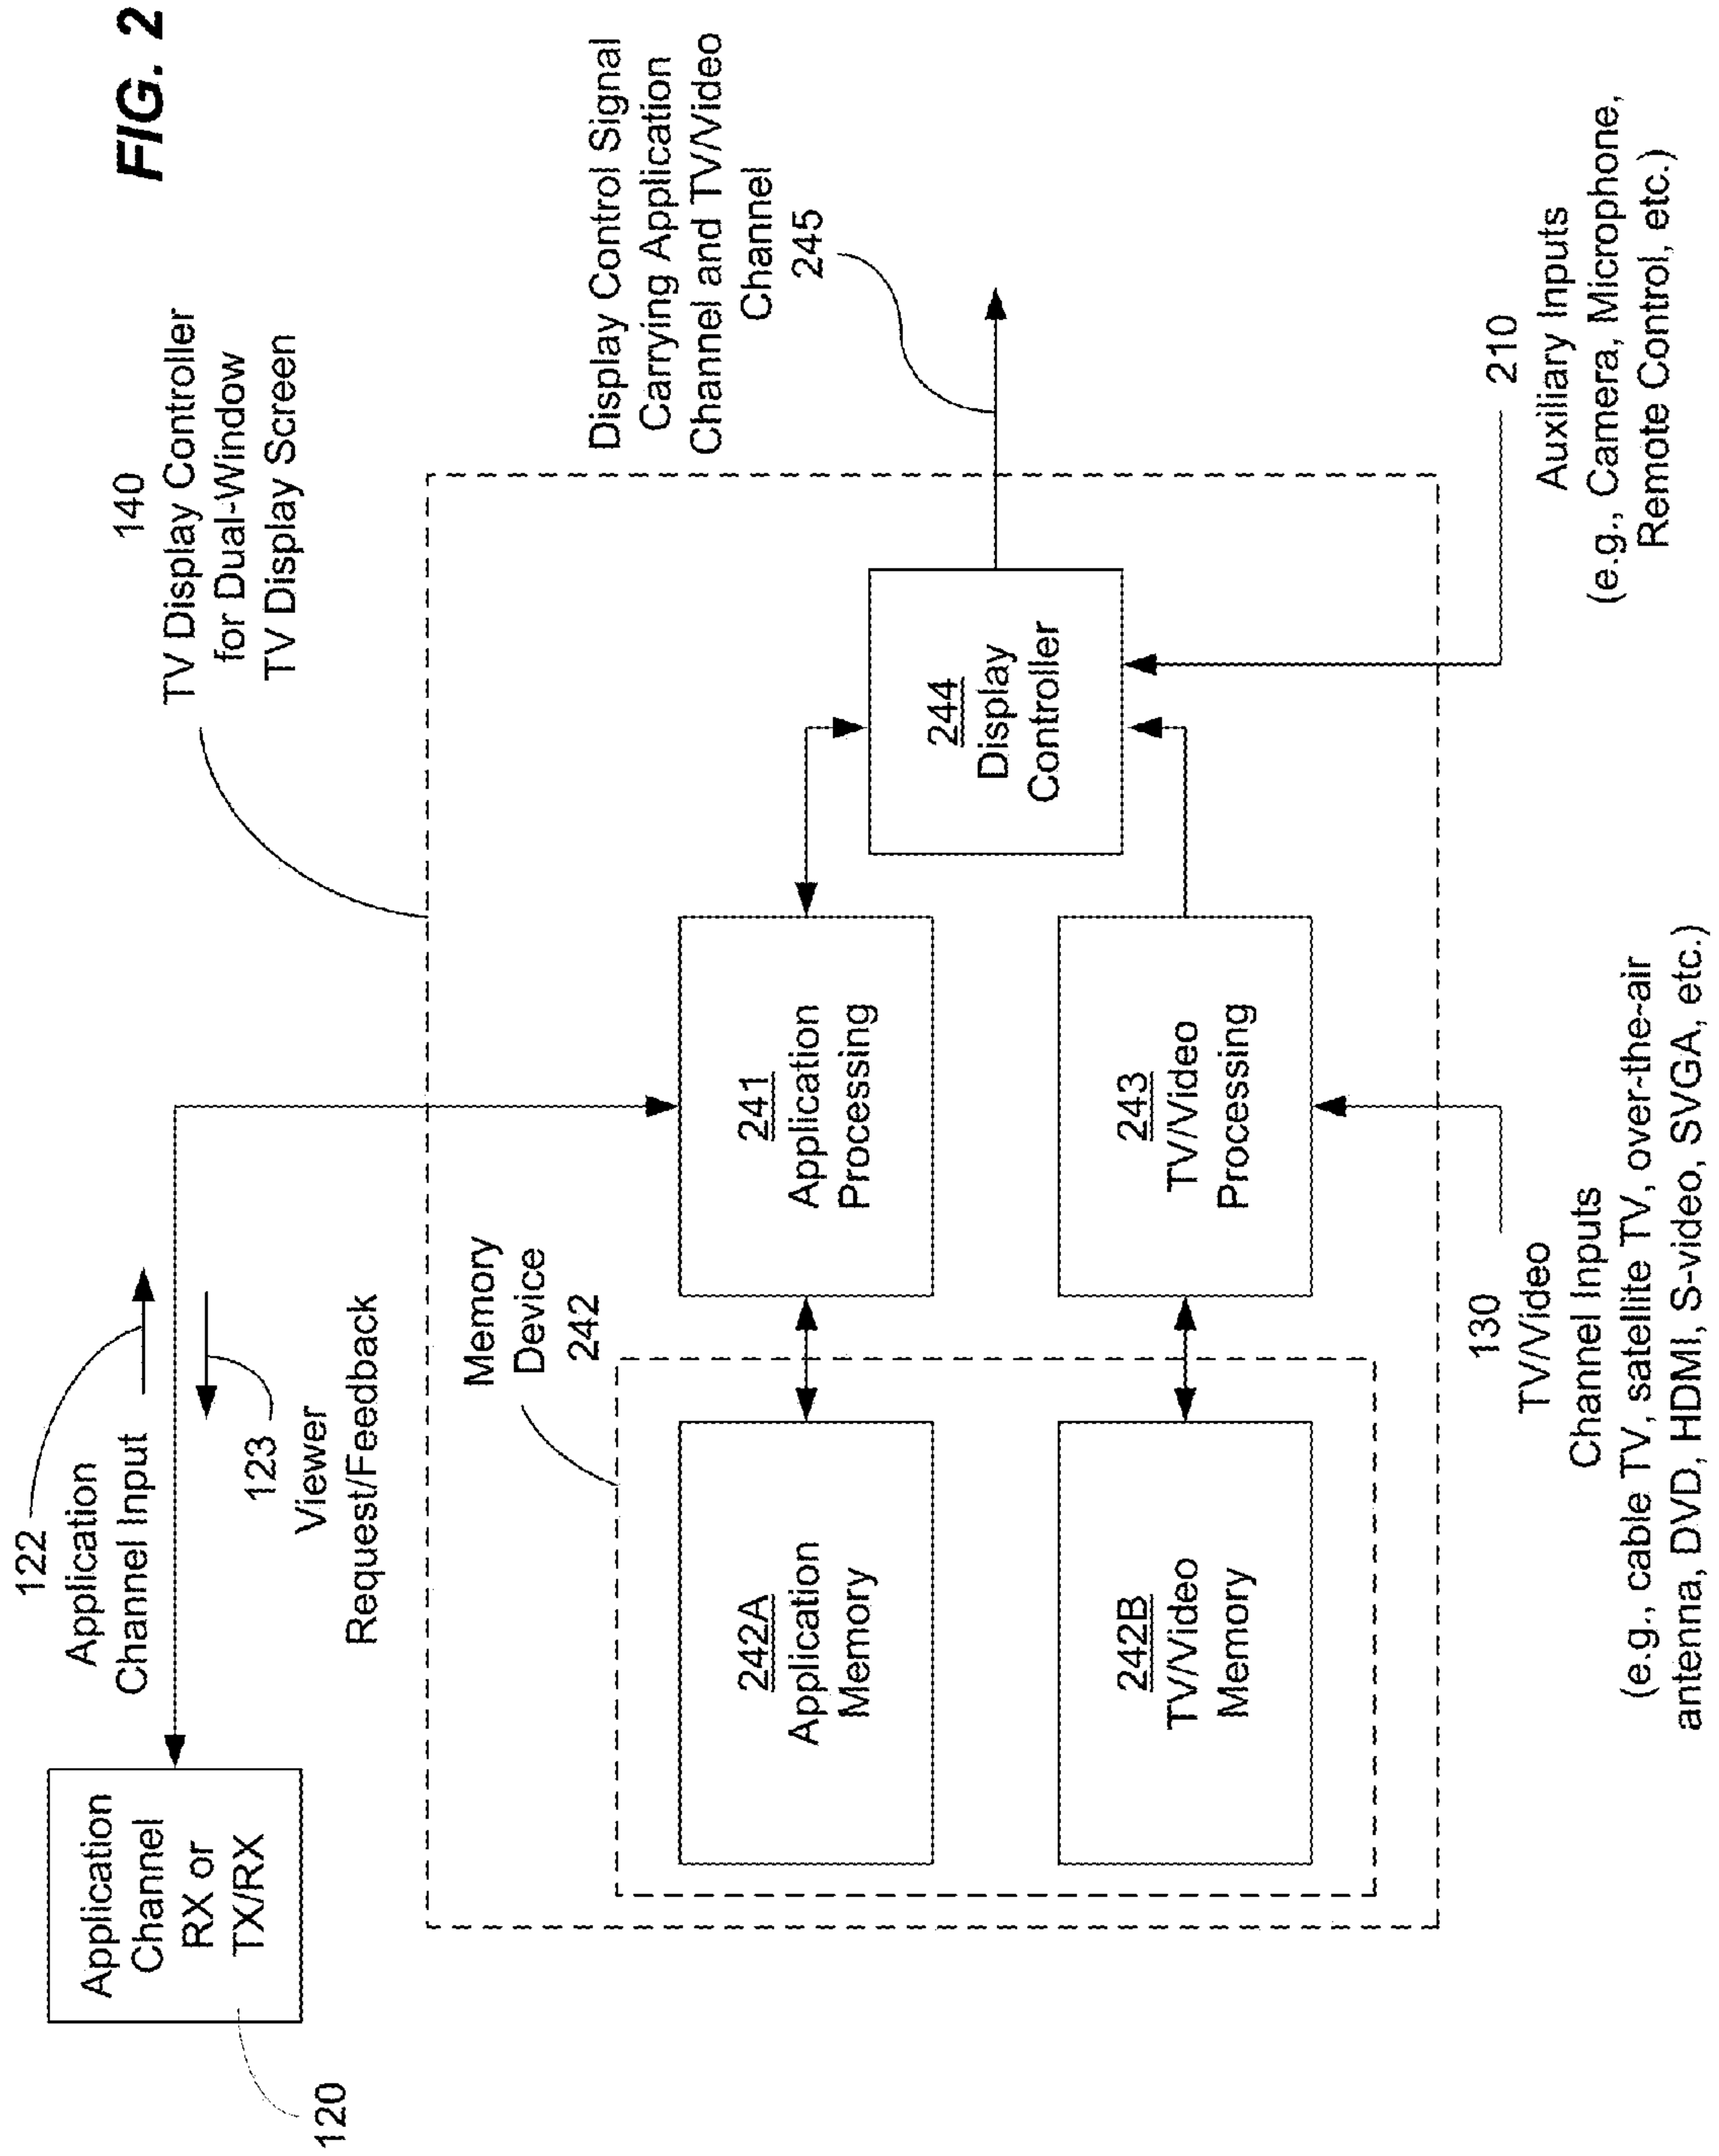 FIG. 2
122
Application
Channel Input
123
Viewer
Request/Feedback
Application
Channel
RX or
TX/RX
120
140
TV Display Controller
for Dual-Window
TV Display Screen
Memory
Device
242
242A
Application
Memory
241
Application
Processing
242B
TV/Video
Memory
243
TV/Video
Processing
244
Display
Controller
Display Control Signal
Carrying Application
Channel and TV/Video
Channel
245
130
TV/Video
Channel Inputs
(e.g., cable TV, satellite TV, over-the-air
antenna, DVD, HDMI, S-video, SVGA, etc.)
210
Auxiliary Inputs
(e.g., Camera, Microphone,
Remote Control, etc.)